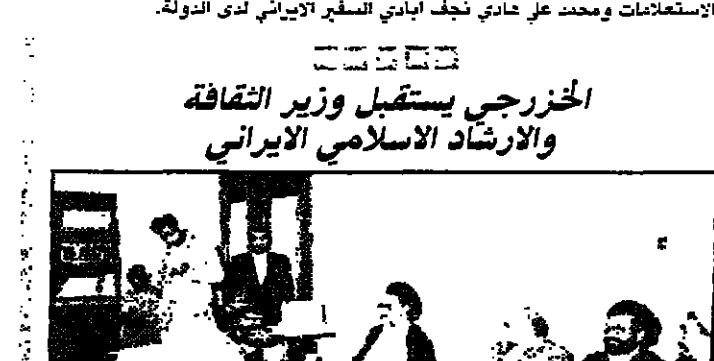 الاستعلامات ومحمد علي هادي نجف ابادي السفير الايراني لدى الدولة.
الخزرجي يستقبل وزير الثقافة
والارشاد الاسلامي الايراني